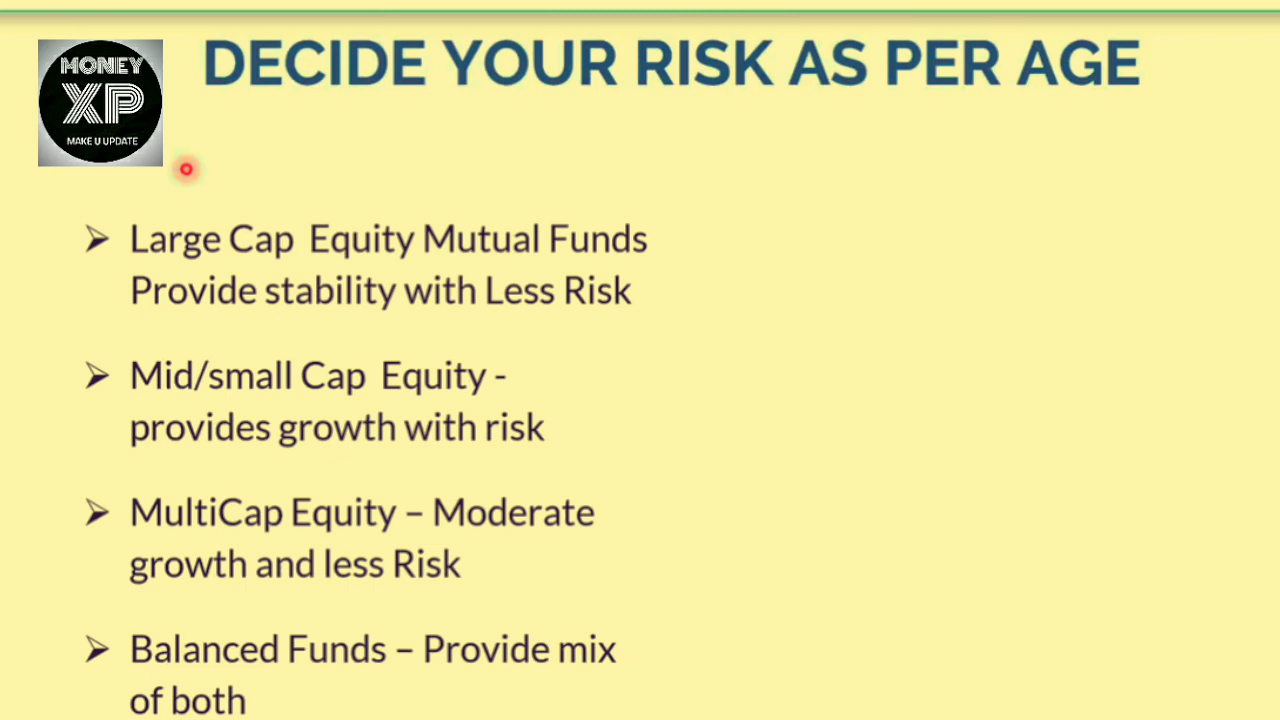 MONEY
XP
MAKE U UPDATE
DECIDE YOUR RISK AS PER AGE
Large Cap Equity Mutual Funds
Provide stability with Less Risk
Mid/small Cap Equity -
provides growth with risk
MultiCap Equity – Moderate
growth and less Risk
Balanced Funds – Provide mix
of both